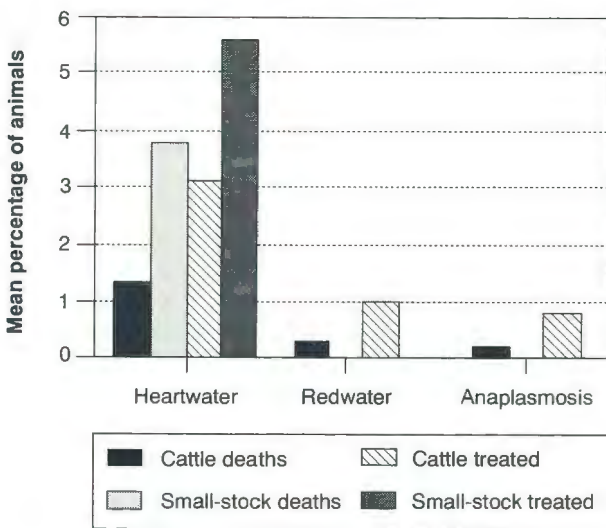 Mean percentage of animals
6
5
4
3
2
1
0
Heartwater Redwater Anaplasmosis
Cattle deaths Cattle treated
Small-stock deaths Small-stock treated